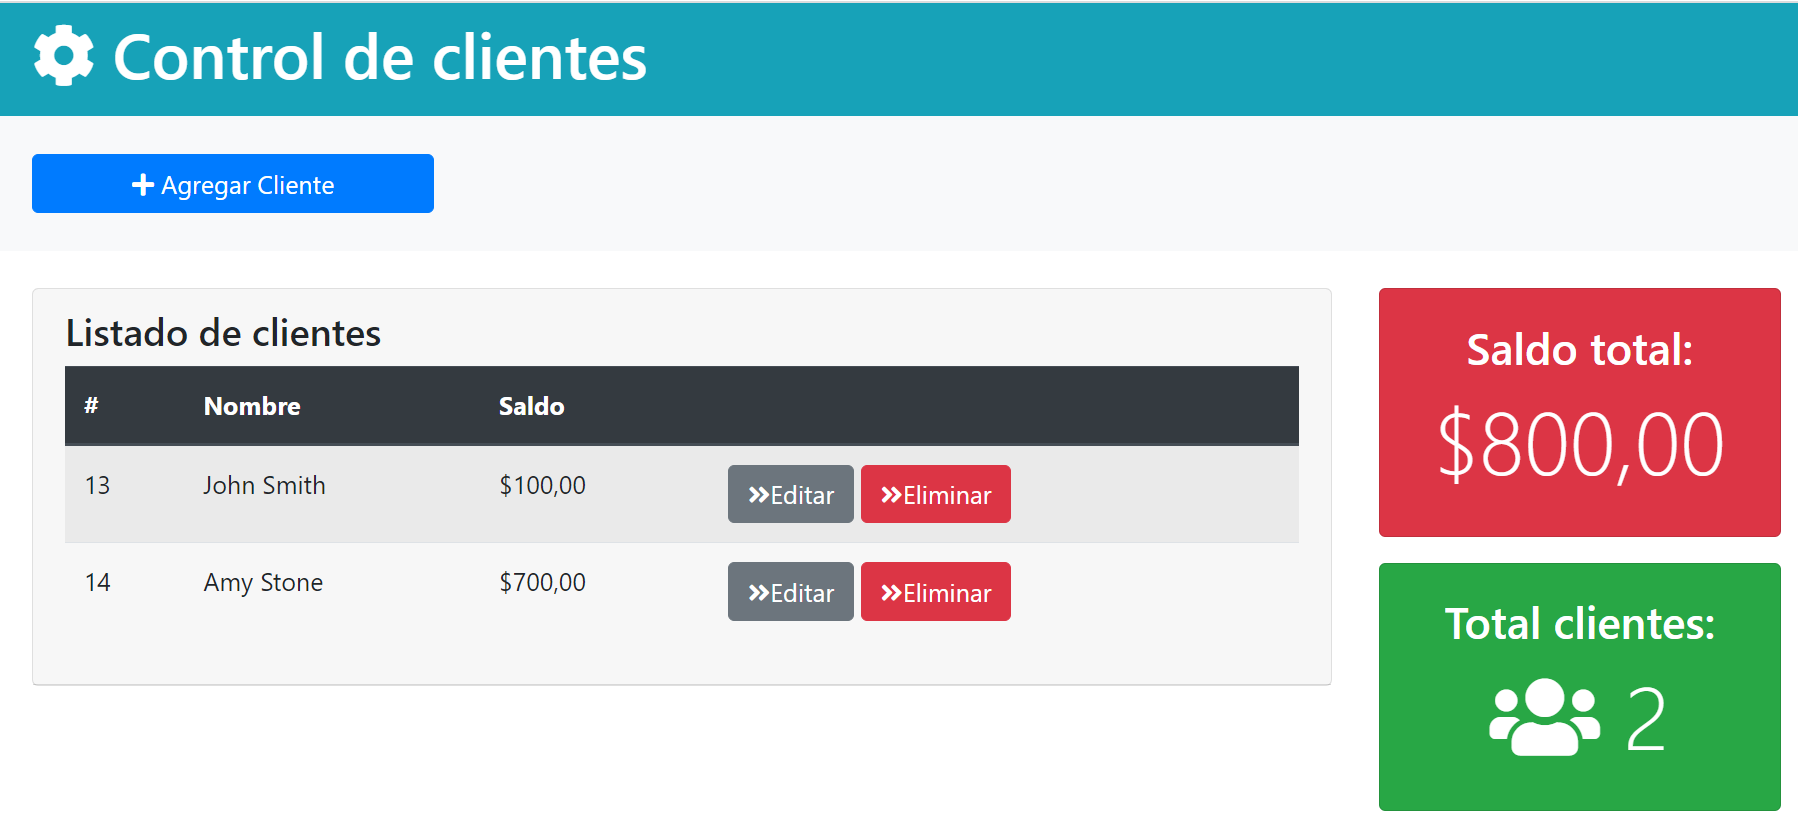 Control de clientes
Agregar Cliente
Listado de clientes
# Nombre Saldo
13 John Smith $100,00 Editar Eliminar
14 Amy Stone $700,00 Editar Eliminar
Saldo total:
$800,00
Total clientes:
2